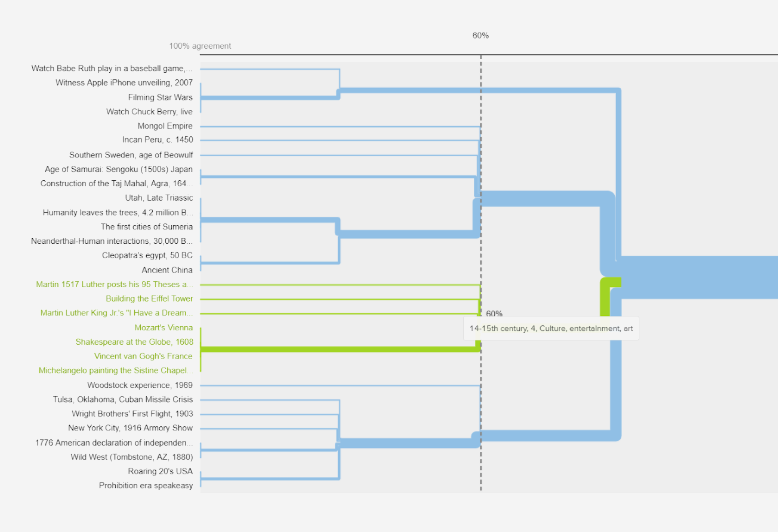 60%
100% agreement
Watch Babe Ruth play in a baseball game, ...
Witness Apple iPhone unveiling, 2007
Filming Star Wars
Watch Chuck Berry, live
Mongol Empire
Incan Peru, c. 1450
Southern Sweden, age of Beowulf
Age of Samurai: Sengoku (1500s) Japan
Construction of the Taj Mahal, Agra, 164...
Utah, Late Triassic
Humanity leaves the trees, 4.2 million B...
The first cities of Sumeria
Neanderthal-Human interactions, 30,000 B...
Cleopatra's egypt, 50 BC
Ancient China
Martin 1517 Luther posts his 95 Theses a...
Building the Eiffel Tower
Martin Luther King Jr.'s "I Have a Dream...
60%
Mozart's Vienna
14-15th century, 4, Culture, entertainment, art
Shakespeare at the Globe, 1608
Vincent van Gogh's France
Michelangelo painting the Sistine Chapel...
Woodstock experience, 1969
Tulsa, Oklahoma, Cuban Missile Crisis
Wright Brothers' First Flight, 1903
New York City, 1916 Armory Show
1776 American declaration of independen...
Wild West (Tombstone, AZ, 1880)
Roaring 20's USA
Prohibition era speakeasy